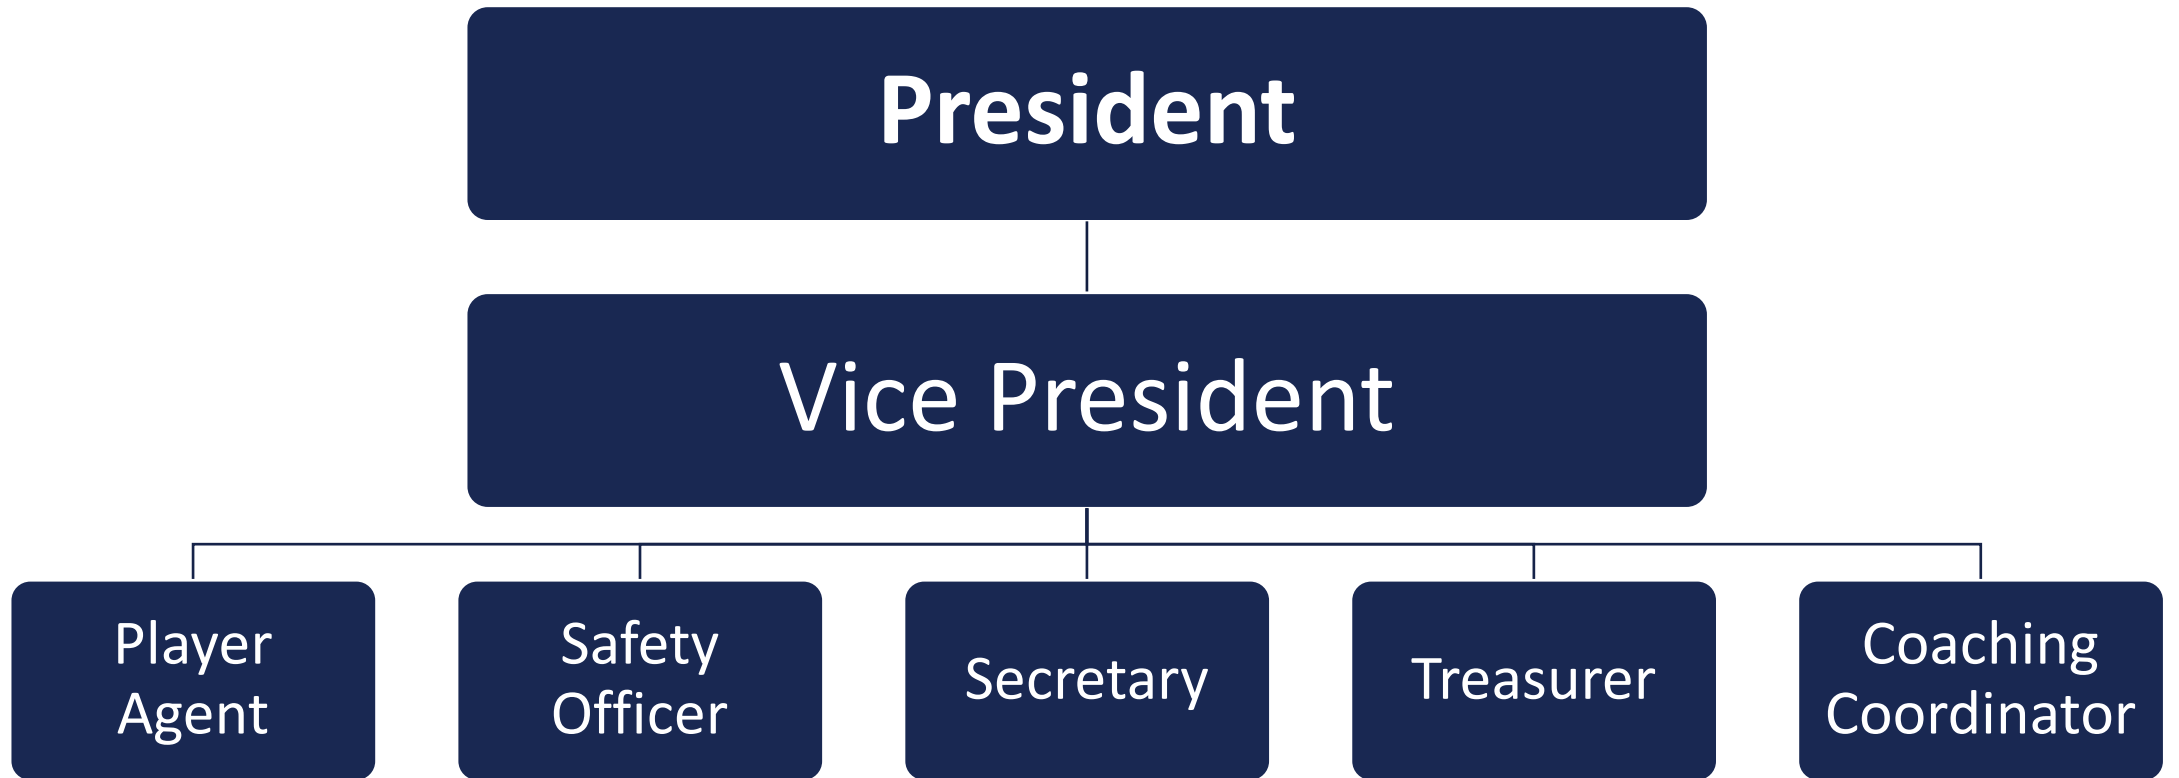 President
Vice President
Player
Agent
Safety
Officer
Secretary
Treasurer
Coaching
Coordinator